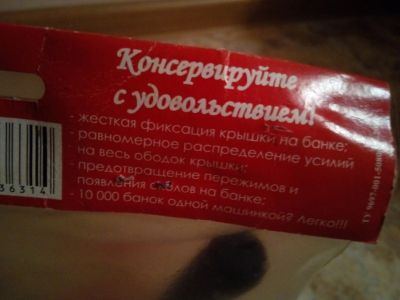 Консервируйте
с удовольствием!
- жесткая фиксация крышки на банке;
- равномерное распределение усилий
на весь ободок крышки;
- предотвращение пережимов и
появления сколов на банке;
- 10 000 банок одной машинкой? Легко!!!
36314